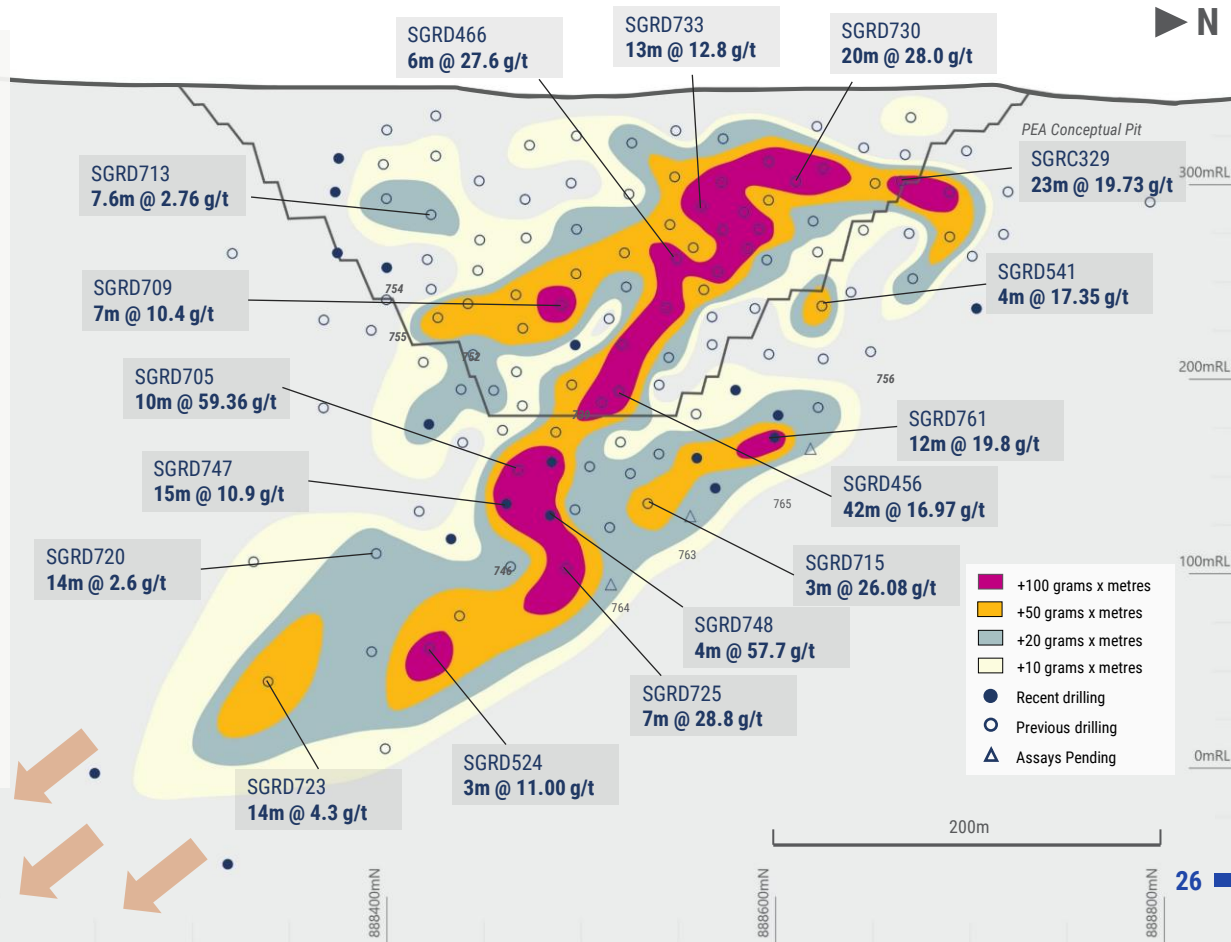 N
SGRD466
6m @ 27.6 g/t
SGRD733
13m @ 12.8 g/t
SGRD730
20m @ 28.0 g/t
PEA Conceptual Pit
SGRC329
23m @ 19.73 g/t
300mRL
SGRD713
7.6m @ 2.76 g/t
SGRD541
4m @ 17.35 g/t
SGRD709
7m @ 10.4 g/t
754
755
752
756
200mRL
SGRD705
10m @ 59.36 g/t
SGRD761
12m @ 19.8 g/t
SGRD747
15m @ 10.9 g/t
SGRD456
42m @ 16.97 g/t
765
763
SGRD720
14m @ 2.6 g/t
746
764
SGRD715
3m @ 26.08 g/t
100mRL
SGRD748
4m @ 57.7 g/t
SGRD725
7m @ 28.8 g/t
SGRD524
3m @ 11.00 g/t
SGRD723
14m @ 4.3 g/t
+100 grams x metres
+50 grams x metres
+20 grams x metres
+10 grams x metres
Recent drilling
Previous drilling
Assays Pending
0mRL
200m
888400mN
888600mN
888800mN
26